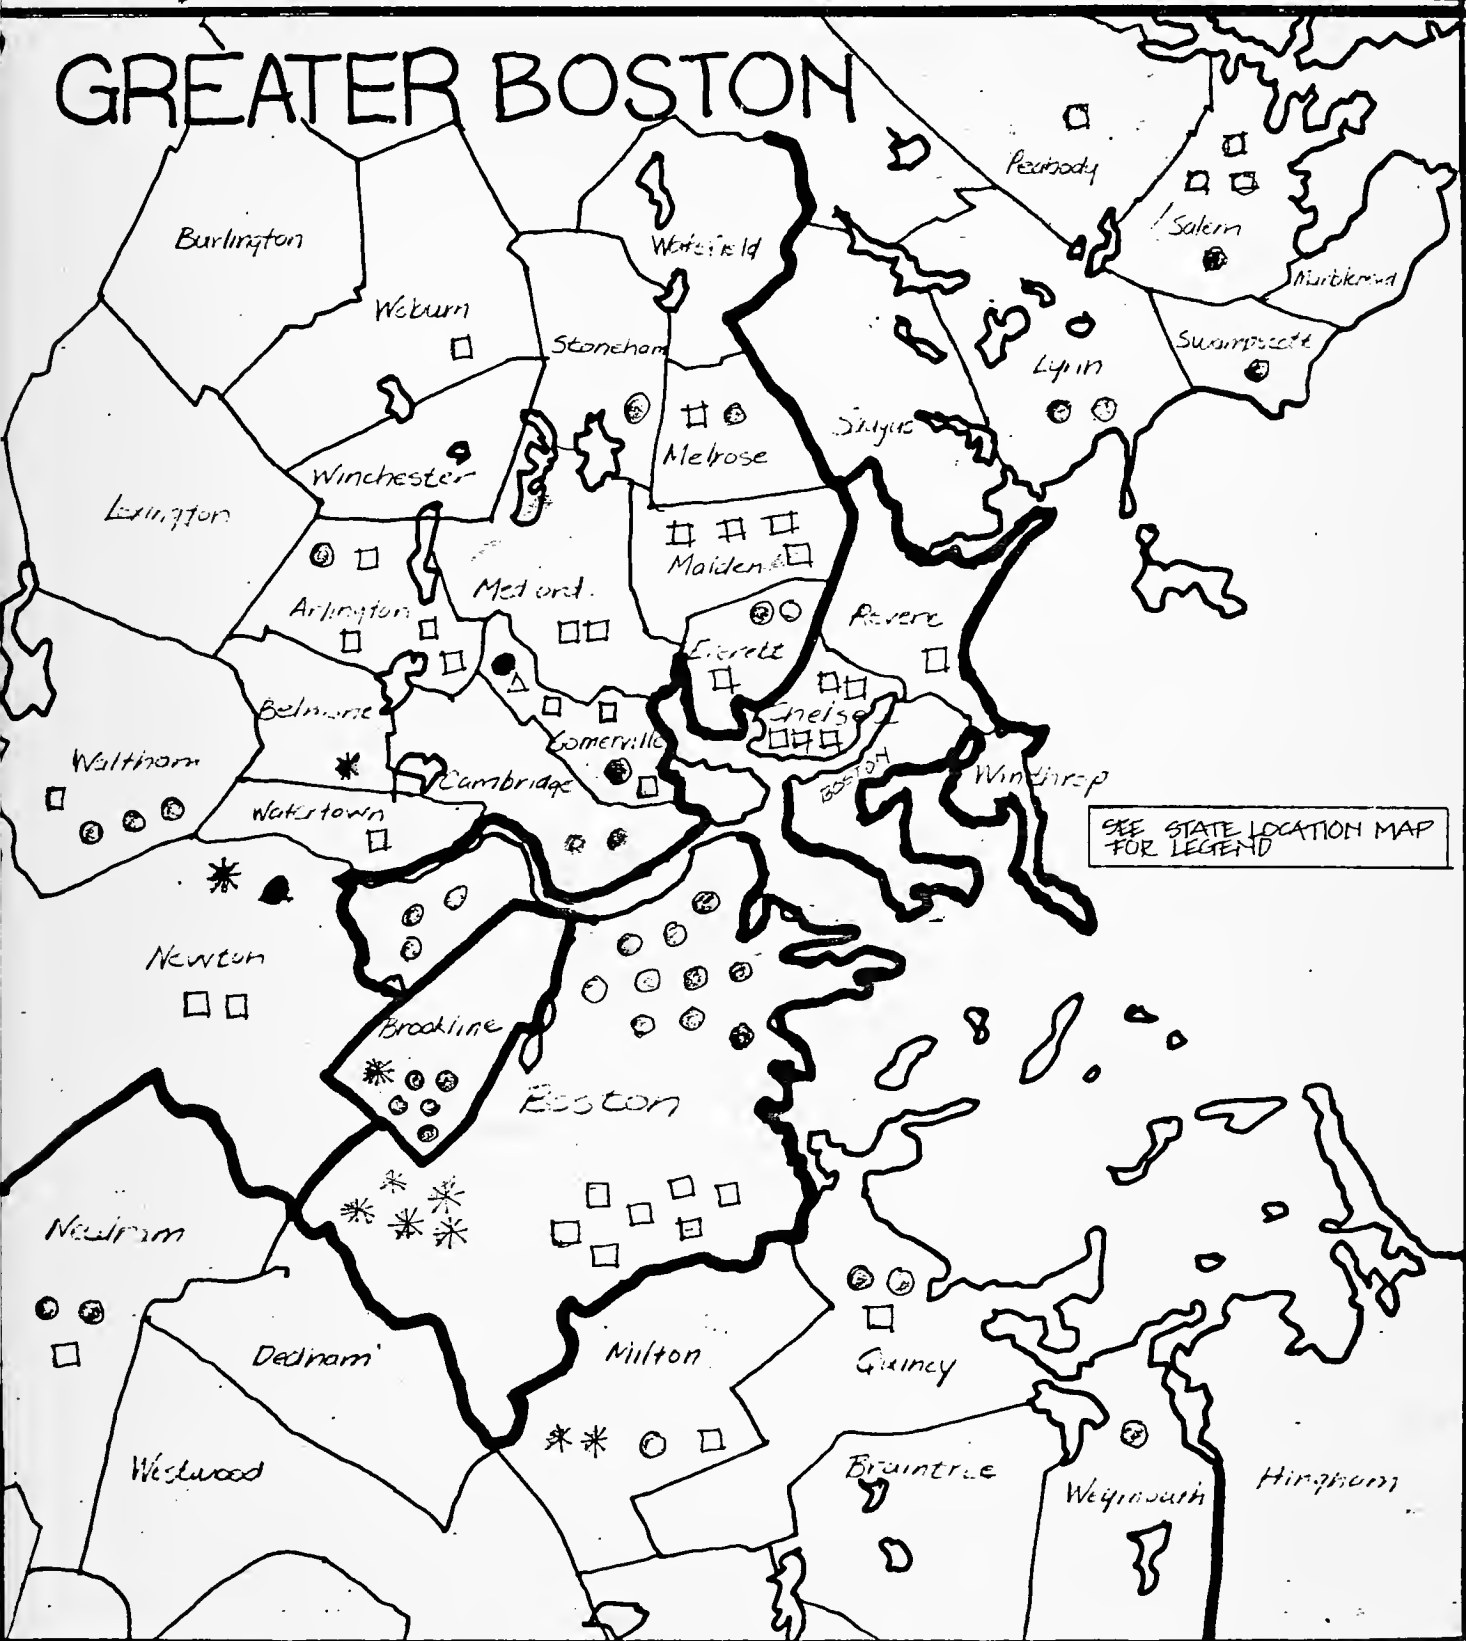 GREATER BOSTON
Peabody
Salem
Burlington
Wakefield
Marblehead
Woburn
Stoneham
Swampscott
Lynn
Saugus
Melrose
Winchester
Lexington
Malden
Medford
Arlington
Revere
Everett
Belmont
Chelsea
Somerville
Waltham
Cambridge
BOSTON
Winthrop
Watertown
SEE STATE LOCATION MAP
FOR LEGEND
Newton
Brookline
Boston
Needham
Dedham
Milton
Quincy
Westwood
Braintree
Weymouth
Hingham